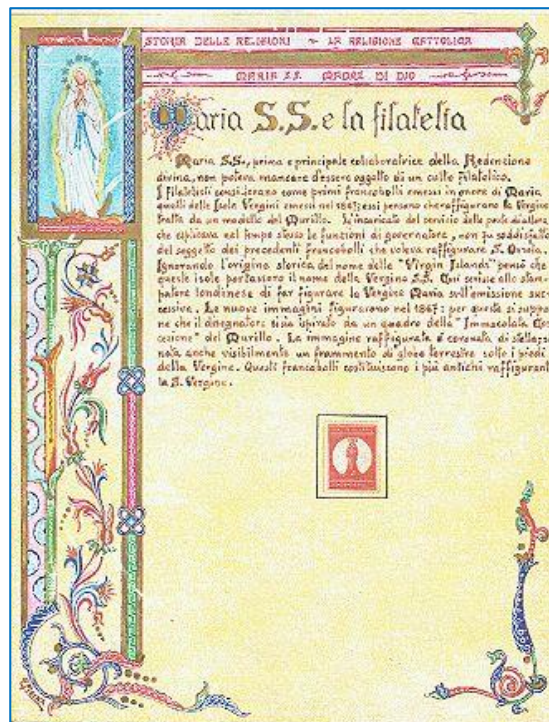 STORIA DELLE RELIGIONI ~ LA RELIGIONE CATTOLICA
MARIA S.S. MADRE DI DIO
Maria S.S. e la filatelia
Maria S.S., prima e principale collaboratrice della Redenzione
divina, non poteva mancare d'essere oggetto di un culto filatelico.
I filatelisti considerano come primi francobolli emessi in onore di Maria
quelli delle Isole Vergini emessi nel 1867; essi pensano che raffigurano la Vergine
tratta da un modello del Murillo. L'incaricato del servizio delle poste di allora,
che esplicava nel tempo stesso le funzioni di governatore, non fu soddisfatto
del soggetto dei precedenti francobolli che voleva raffigurare S. Orsola.
Ignorando l'origine storica del nome delle "Virgin Islands" pensò che
queste isole portassero il nome della Vergine S.S. Qui scrisse allo stam-
patore londinese di far figurare la Vergine Maria sull'emissione suc-
cessiva. Le nuove immagini figurarono nel 1867: per queste si suppo-
ne che il disegnatore si sia ispirato da un quadro della "Immacolata Con-
cezione" del Murillo. La immagine raffigurata è coronata di stelle; si
nota anche visibilmente un frammento di globo terrestre sotto i piedi
della Vergine. Questi francobolli costituiscono i più antichi raffiguranti
la S. Vergine.